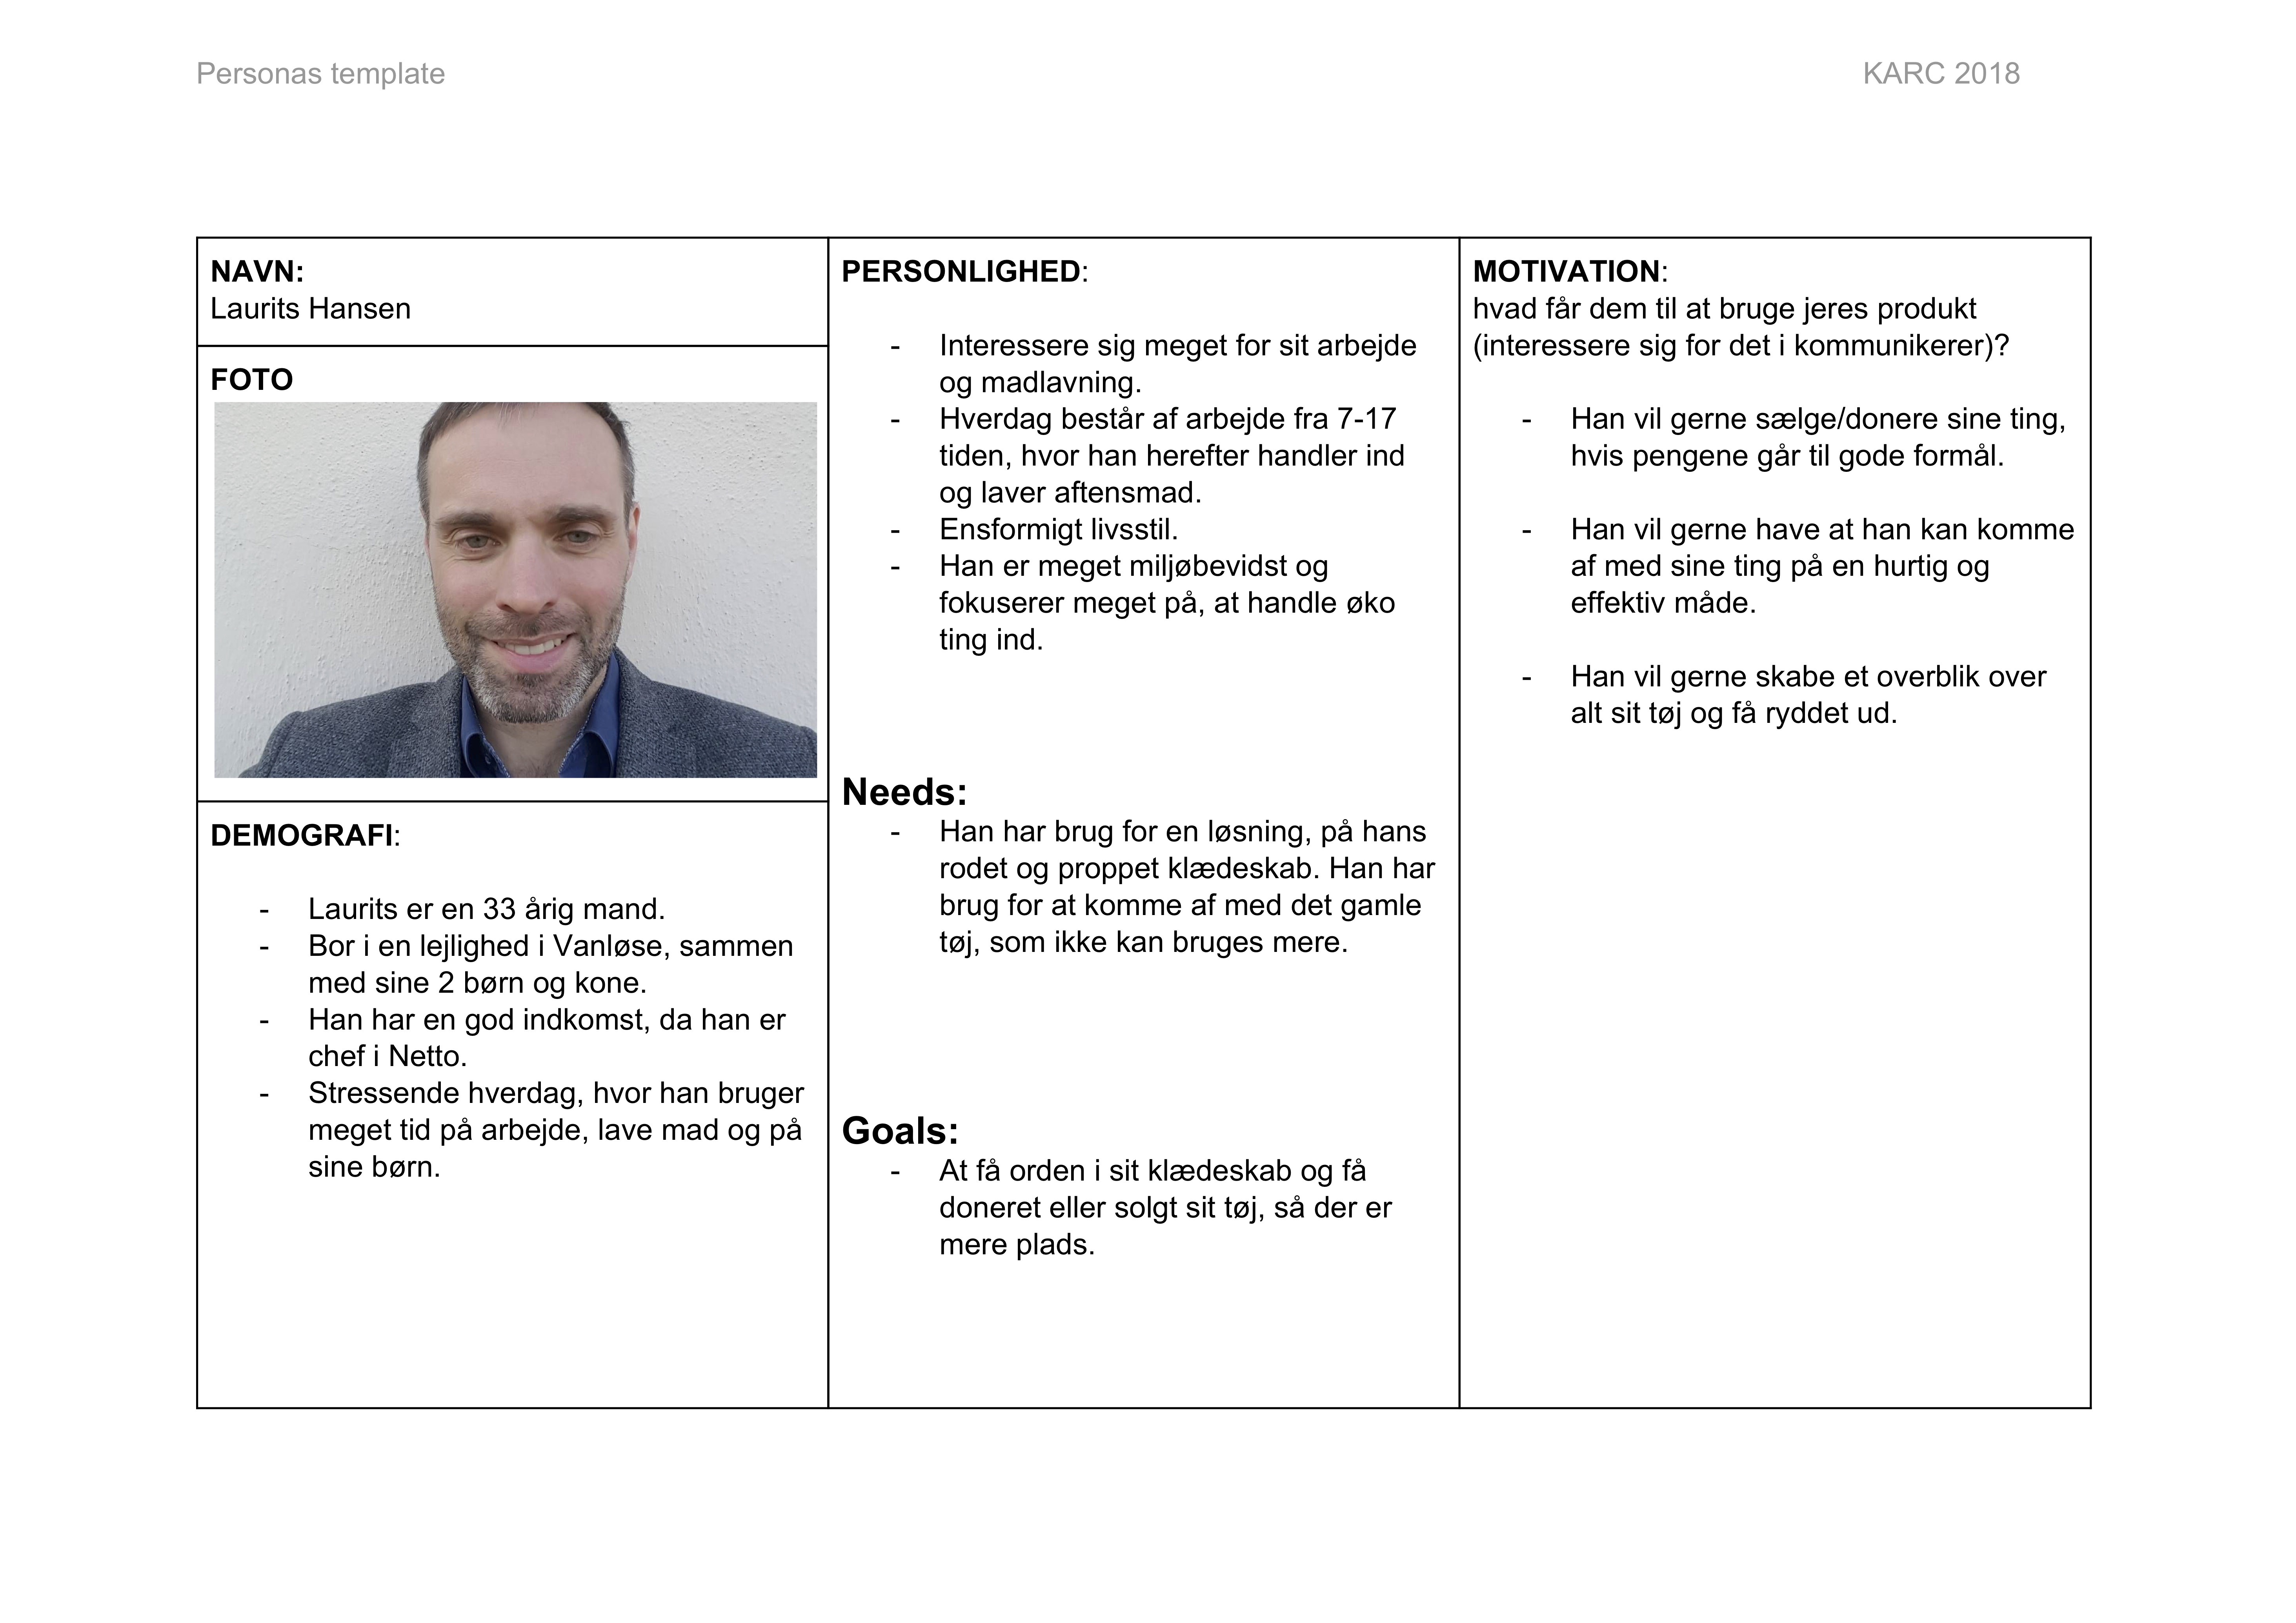 Personas template
KARC 2018
NAVN:
Laurits Hansen
FOTO
DEMOGRAFI:
- Laurits er en 33 årig mand.
- Bor i en lejlighed i Vanløse, sammen
med sine 2 børn og kone.
- Han har en god indkomst, da han er
chef i Netto.
- Stressende hverdag, hvor han bruger
meget tid på arbejde, lave mad og på
sine børn.
PERSONLIGHED:
- Interessere sig meget for sit arbejde
og madlavning.
- Hverdag består af arbejde fra 7-17
tiden, hvor han herefter handler ind
og laver aftensmad.
- Ensformigt livsstil.
- Han er meget miljøbevidst og
fokuserer meget på, at handle øko
ting ind.
Needs:
- Han har brug for en løsning, på hans
rodet og proppet klædeskab. Han har
brug for at komme af med det gamle
tøj, som ikke kan bruges mere.
Goals:
- At få orden i sit klædeskab og få
doneret eller solgt sit tøj, så der er
mere plads.
MOTIVATION:
hvad får dem til at bruge jeres produkt
(interessere sig for det i kommunikerer)?
- Han vil gerne sælge/donere sine ting,
hvis pengene går til gode formål.
- Han vil gerne have at han kan komme
af med sine ting på en hurtig og
effektiv måde.
- Han vil gerne skabe et overblik over
alt sit tøj og få ryddet ud.